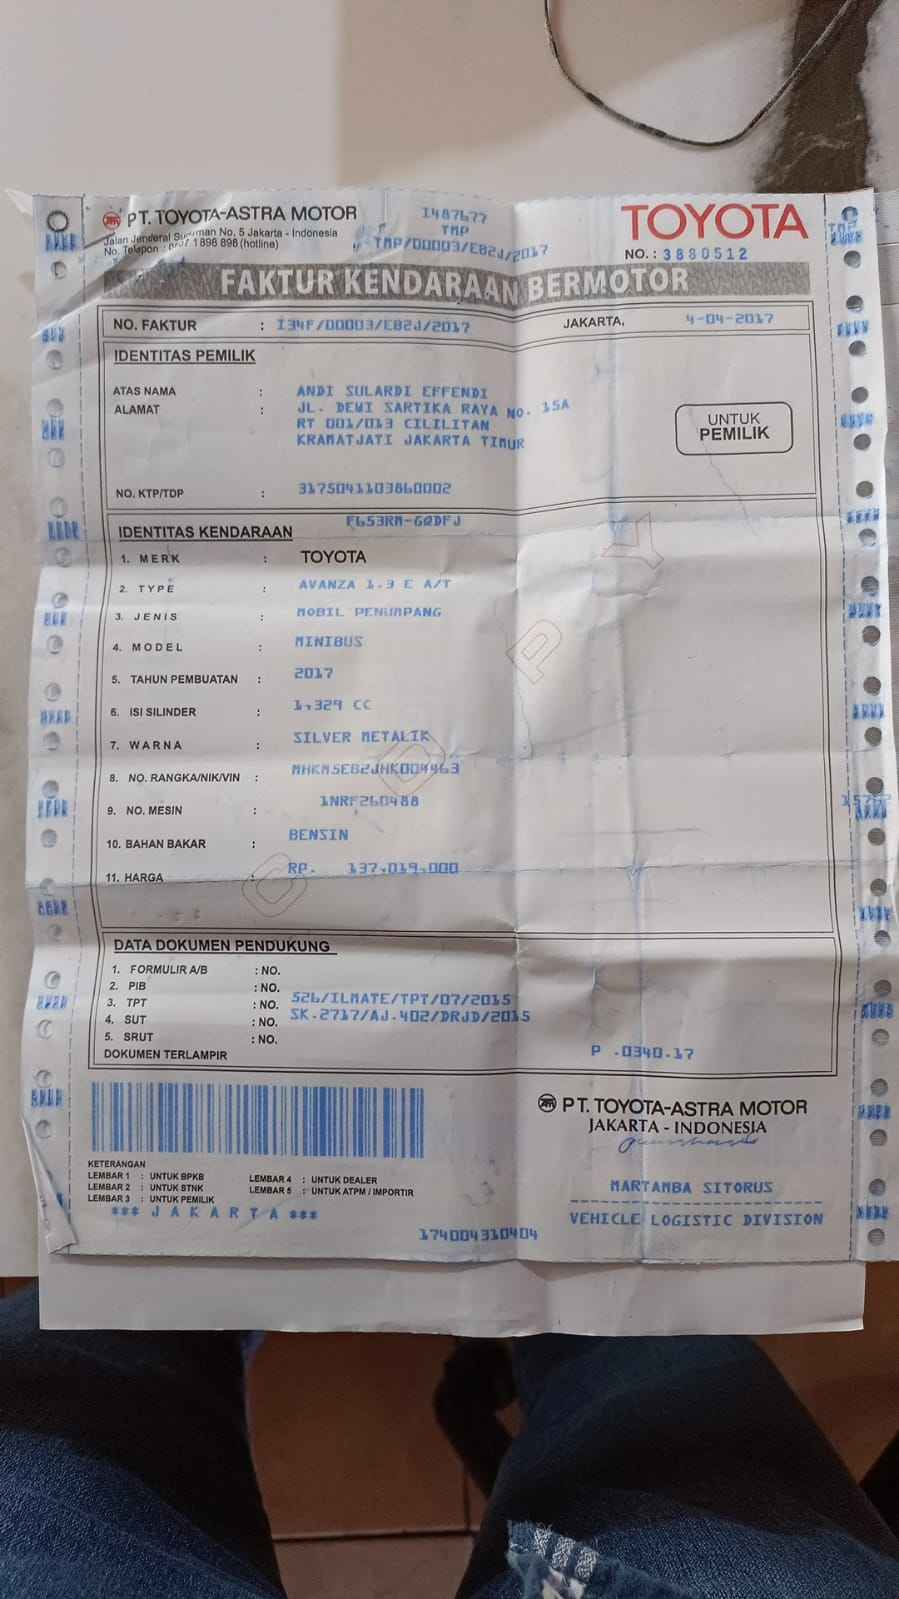 PT. TOYOTA-ASTRA MOTOR
Jalan Jenderal Sudirman No. 5 Jakarta - Indonesia
No. Telepon : 1 898 898 (hotline)
I487677
TMP
TMP/00003/E82J/2017
TOYOTA
NO. : 3880512
FAKTUR KENDARAAN BERMOTOR
NO. FAKTUR : I34F/00003/E82J/2017 JAKARTA, 4-04-2017
IDENTITAS PEMILIK
ATAS NAMA : ANDI SULARDI EFFENDI
ALAMAT : JL. DEWI SARTIKA RAYA NO. 15A
RT 001/013 CILILITAN
KRAMATJATI JAKARTA TIMUR
UNTUK
PEMILIK
NO. KTP/TDP : 3175041103860002
IDENTITAS KENDARAAN F653RM-GQDFJ
1. MERK : TOYOTA
2. TYPE : AVANZA 1.3 E A/T
3. JENIS : MOBIL PENUMPANG
4. MODEL : MINIBUS
5. TAHUN PEMBUATAN : 2017
6. ISI SILINDER : 1,329 CC
7. WARNA : SILVER METALIK
8. NO. RANGKA/NIK/VIN : MHKM5EB2JHK004463
9. NO. MESIN : 1NRF260488
10. BAHAN BAKAR : BENSIN
11. HARGA : RP. 137,019,000
COPY
DATA DOKUMEN PENDUKUNG
1. FORMULIR A/B : NO.
2. PIB : NO.
3. TPT : NO. 526/ILMATE/TPT/07/2015
4. SUT : NO. SK.2717/AJ.402/DRJD/2015
5. SRUT : NO.
DOKUMEN TERLAMPIR P .0340.17
PT. TOYOTA-ASTRA MOTOR
JAKARTA - INDONESIA
KETERANGAN
LEMBAR 1 : UNTUK BPKB LEMBAR 4 : UNTUK DEALER
LEMBAR 2 : UNTUK STNK LEMBAR 5 : UNTUK ATPM / IMPORTIR
LEMBAR 3 : UNTUK PEMILIK
*** J A K A R T A ***
MARTAMBA SITORUS
VEHICLE LOGISTIC DIVISION
174004310404